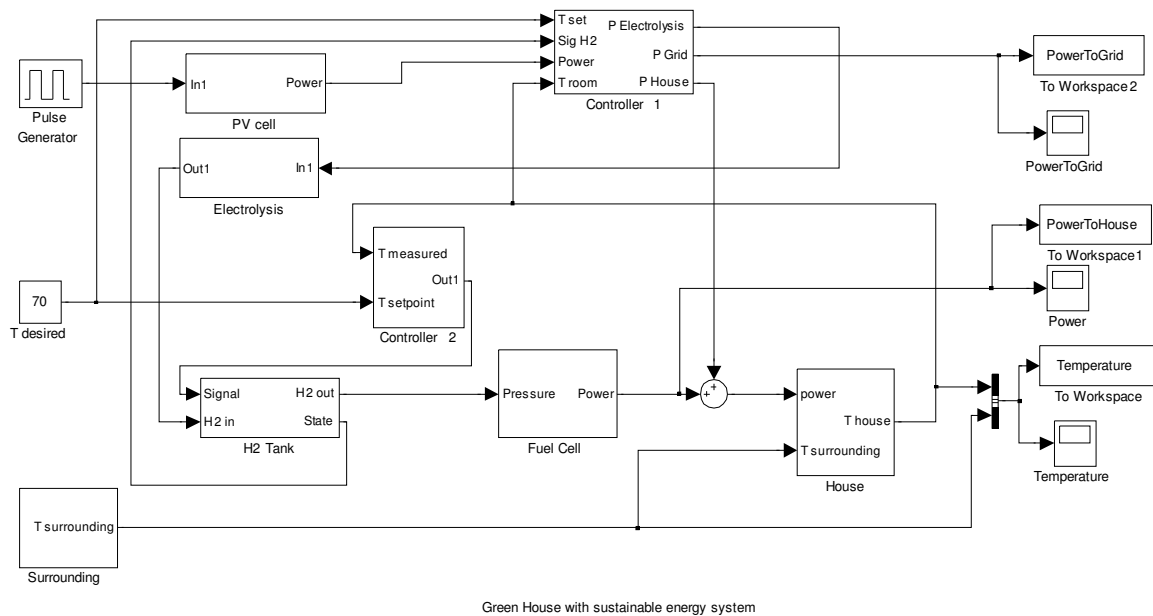 T set
Sig H2
Power
T room
P Electrolysis
P Grid
P House
Controller 1
PowerToGrid
To Workspace2
PowerToGrid
Pulse
Generator
In1
Power
PV cell
Out1
In1
Electrolysis
T measured
T setpoint
Out1
Controller 2
PowerToHouse
To Workspace1
Power
70
T desired
Signal
H2 in
H2 out
State
H2 Tank
Pressure
Power
Fuel Cell
+
+
power
T surrounding
T house
House
Temperature
To Workspace
Temperature
T surrounding
Surrounding
Green House with sustainable energy system